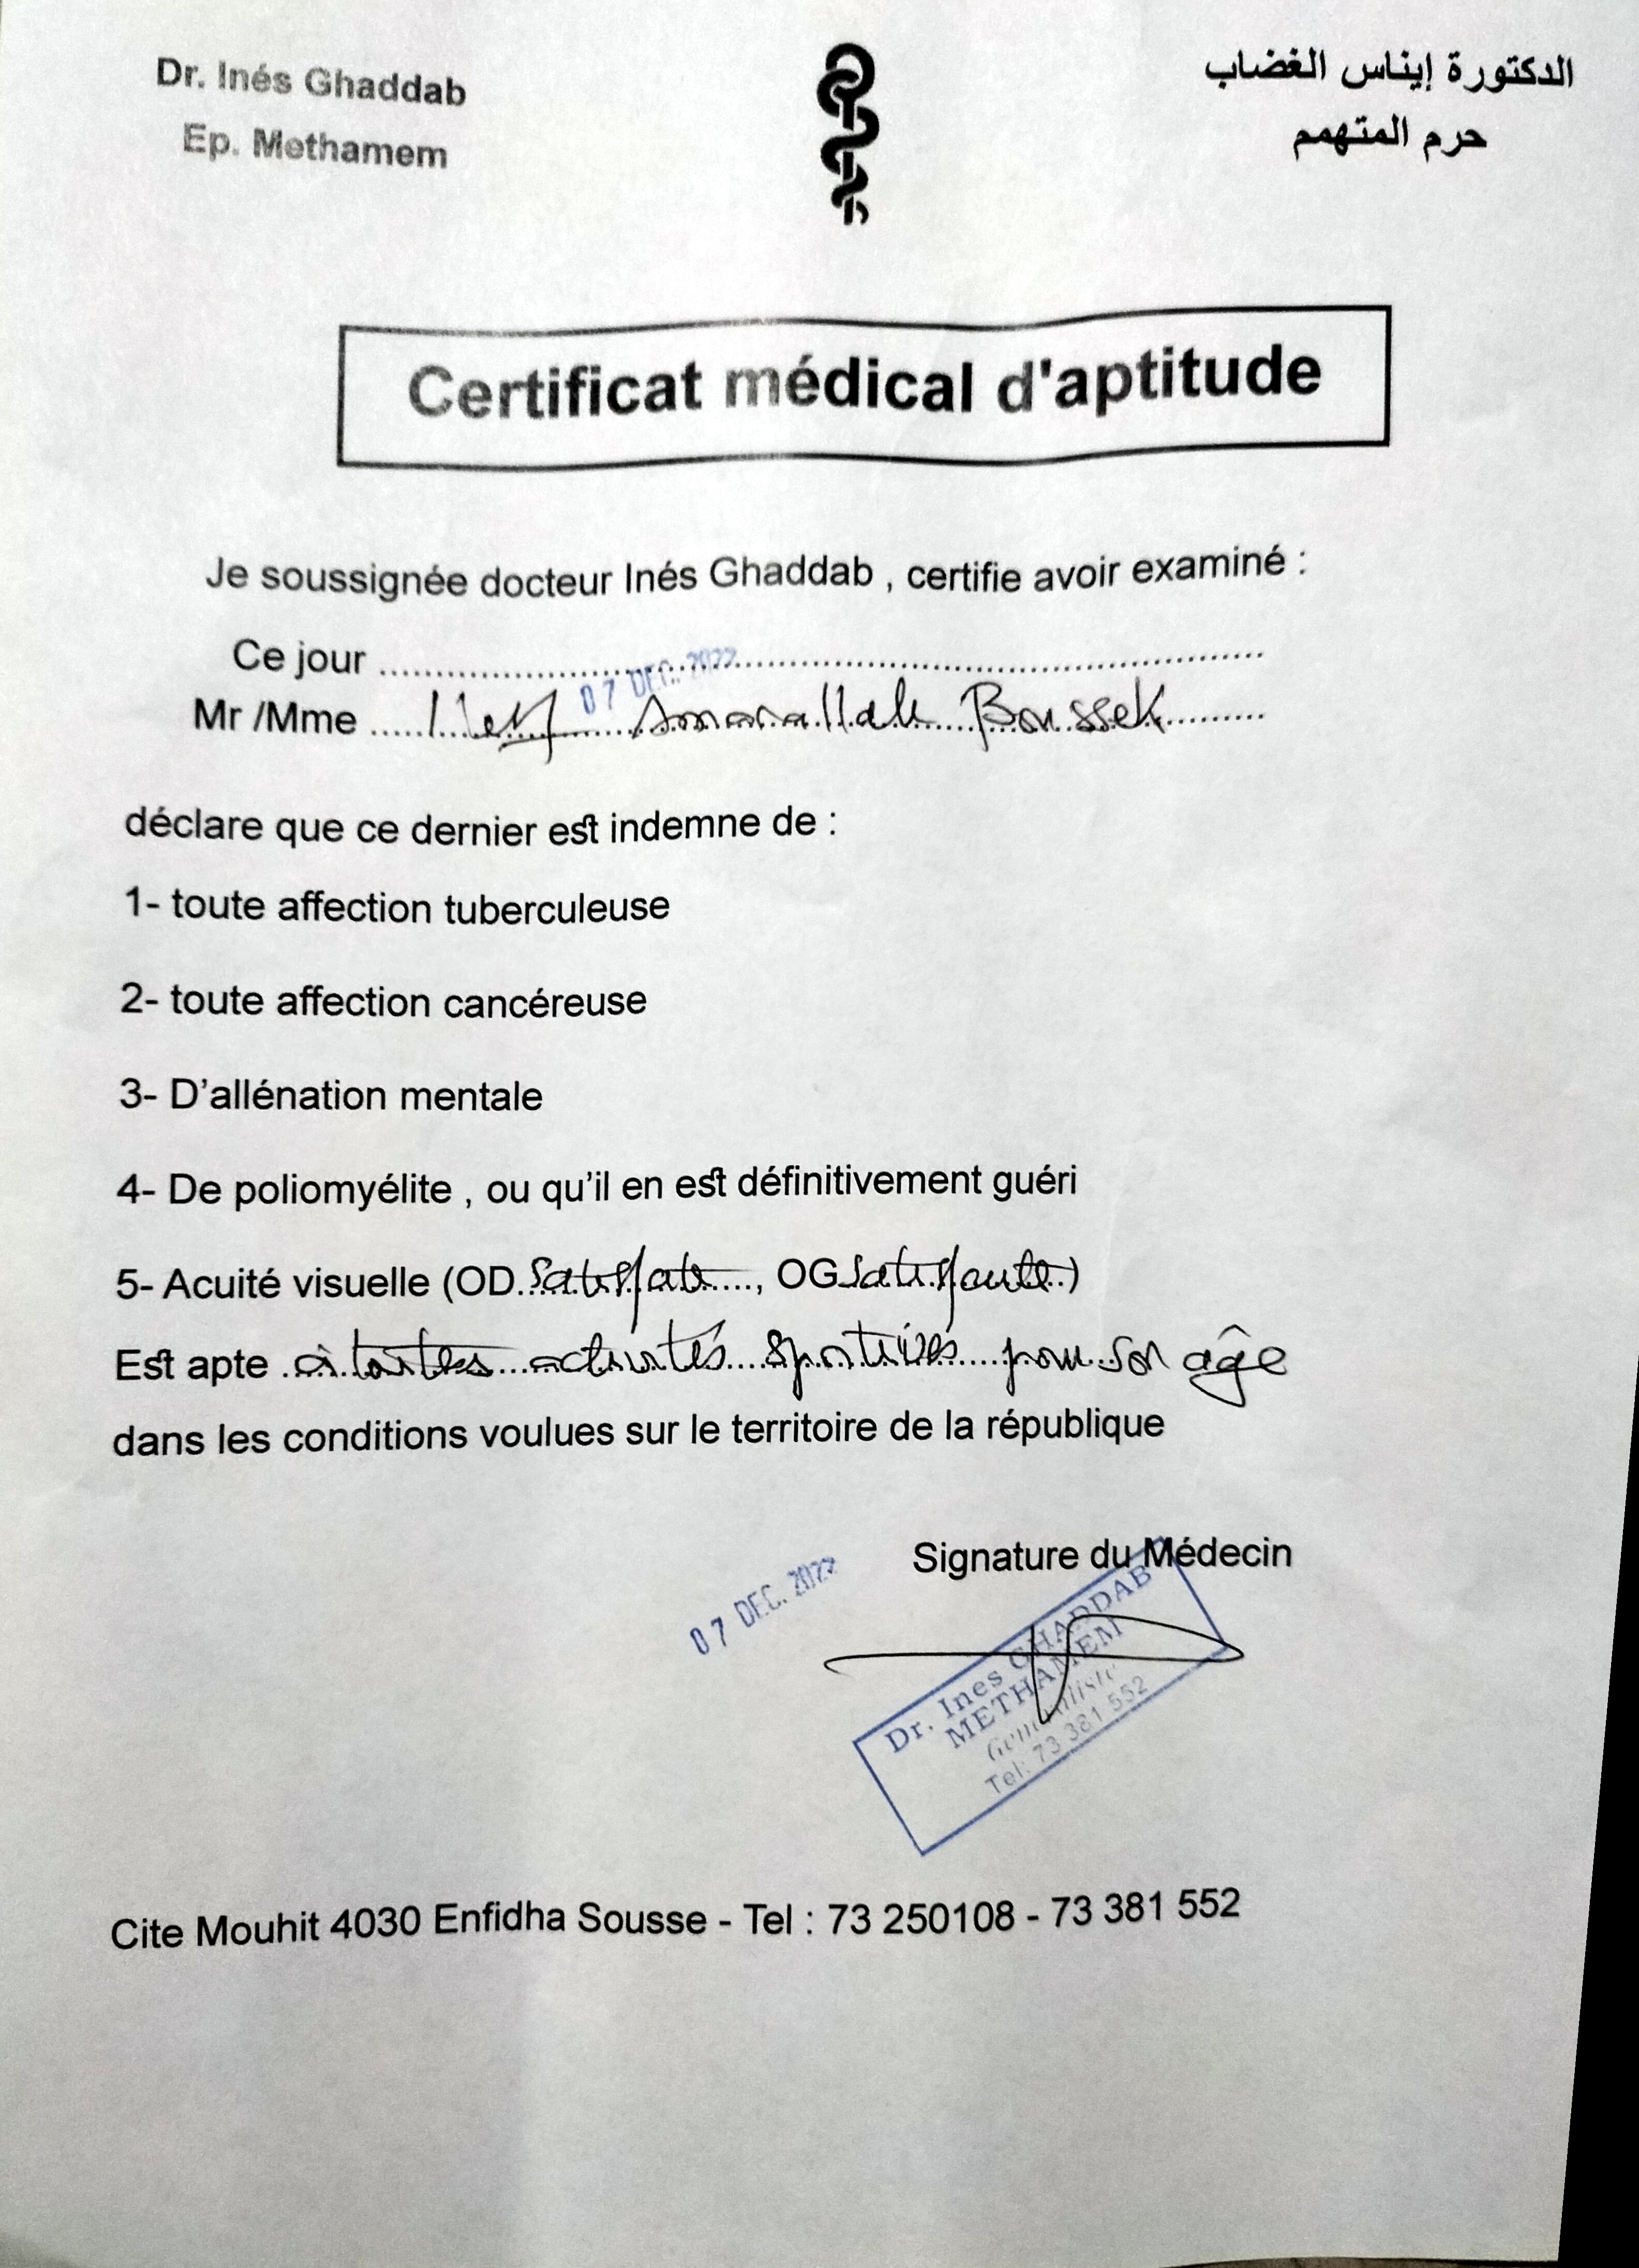 Dr. Inés Ghaddab
Ep. Methamem
الدكتورة إيناس الغضاب
حرم المتهمم
Certificat médical d'aptitude
Je soussignée docteur Inés Ghaddab , certifie avoir examiné :
Ce jour 07 DEC. 2022
Mr /Mme Amarallah Boussek
déclare que ce dernier est indemne de :
1- toute affection tuberculeuse
2- toute affection cancéreuse
3- D'allénation mentale
4- De poliomyélite , ou qu'il en est définitivement guéri
5- Acuité visuelle (OD Satisfate, OG Satisfaute)
Est apte à toutes activités sportives pour son âge
dans les conditions voulues sur le territoire de la république
Signature du Médecin
07 DEC. 2022
Dr. Ines GHADDAB
METHAMEM
Généraliste
Tel: 73 381 552
Cite Mouhit 4030 Enfidha Sousse - Tel : 73 250108 - 73 381 552